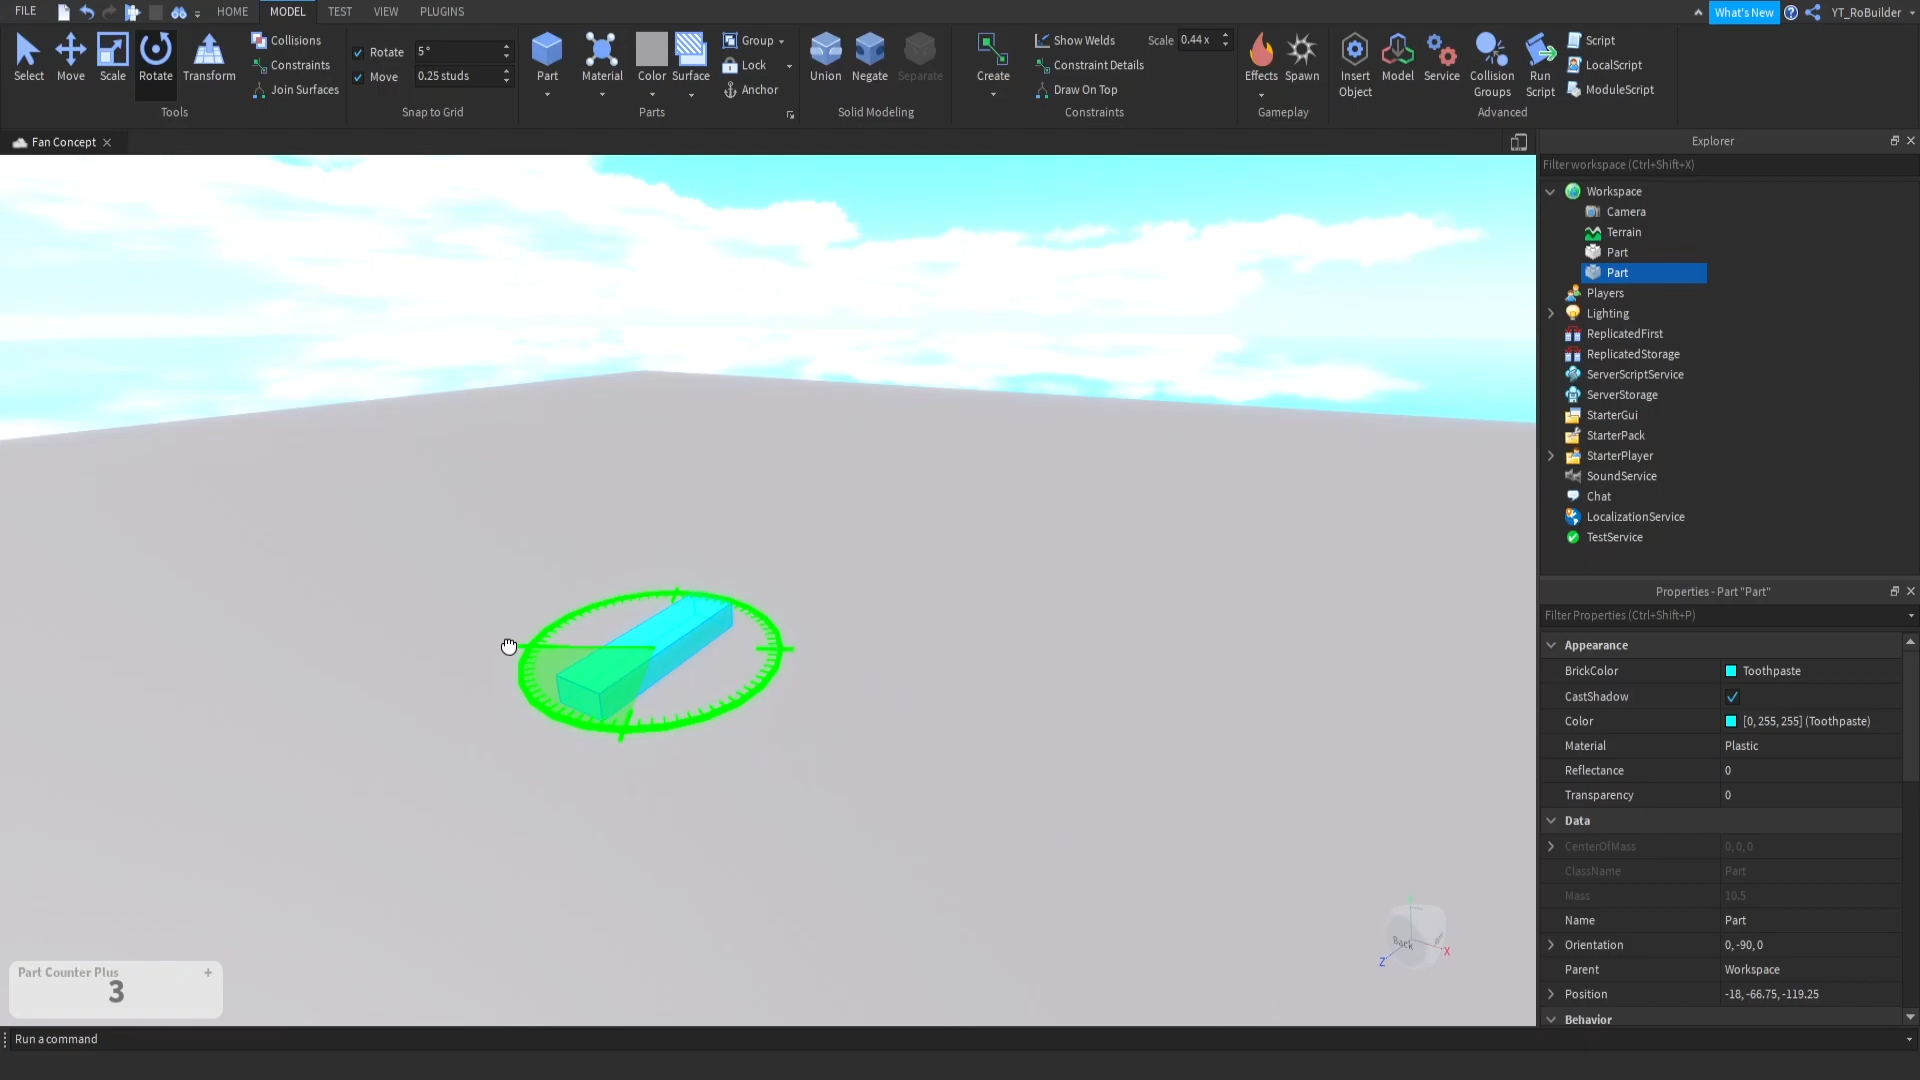 FILE HOME MODEL TEST VIEW PLUGINS What's New YT_RoBuilder
Select Move Scale Rotate Transform
Collisions
Constraints
Join Surfaces
Tools
Rotate 5 °
Move 0.25 studs
Snap to Grid
Part Material Color Surface
Group
Lock
Anchor
Parts
Union Negate Separate
Solid Modeling
Create
Show Welds Scale 0.44 x
Constraint Details
Draw On Top
Constraints
Effects Spawn
Gameplay
Insert Object Model Service Collision Groups Run Script
Script
LocalScript
ModuleScript
Advanced
Fan Concept
Explorer
Filter workspace (Ctrl+Shift+X)
Workspace
Camera
Terrain
Part
Part
Players
Lighting
ReplicatedFirst
ReplicatedStorage
ServerScriptService
ServerStorage
StarterGui
StarterPack
StarterPlayer
SoundService
Chat
LocalizationService
TestService
Properties - Part "Part"
Filter Properties (Ctrl+Shift+P)
Appearance
BrickColor Toothpaste
CastShadow
Color [0, 255, 255] (Toothpaste)
Material Plastic
Reflectance 0
Transparency 0
Data
CenterOfMass 0, 0, 0
ClassName Part
Mass 10.5
Name Part
Orientation 0, -90, 0
Parent Workspace
Position -18, -66.75, -119.25
Behavior
Back
Z
X
Part Counter Plus +
3
Run a command